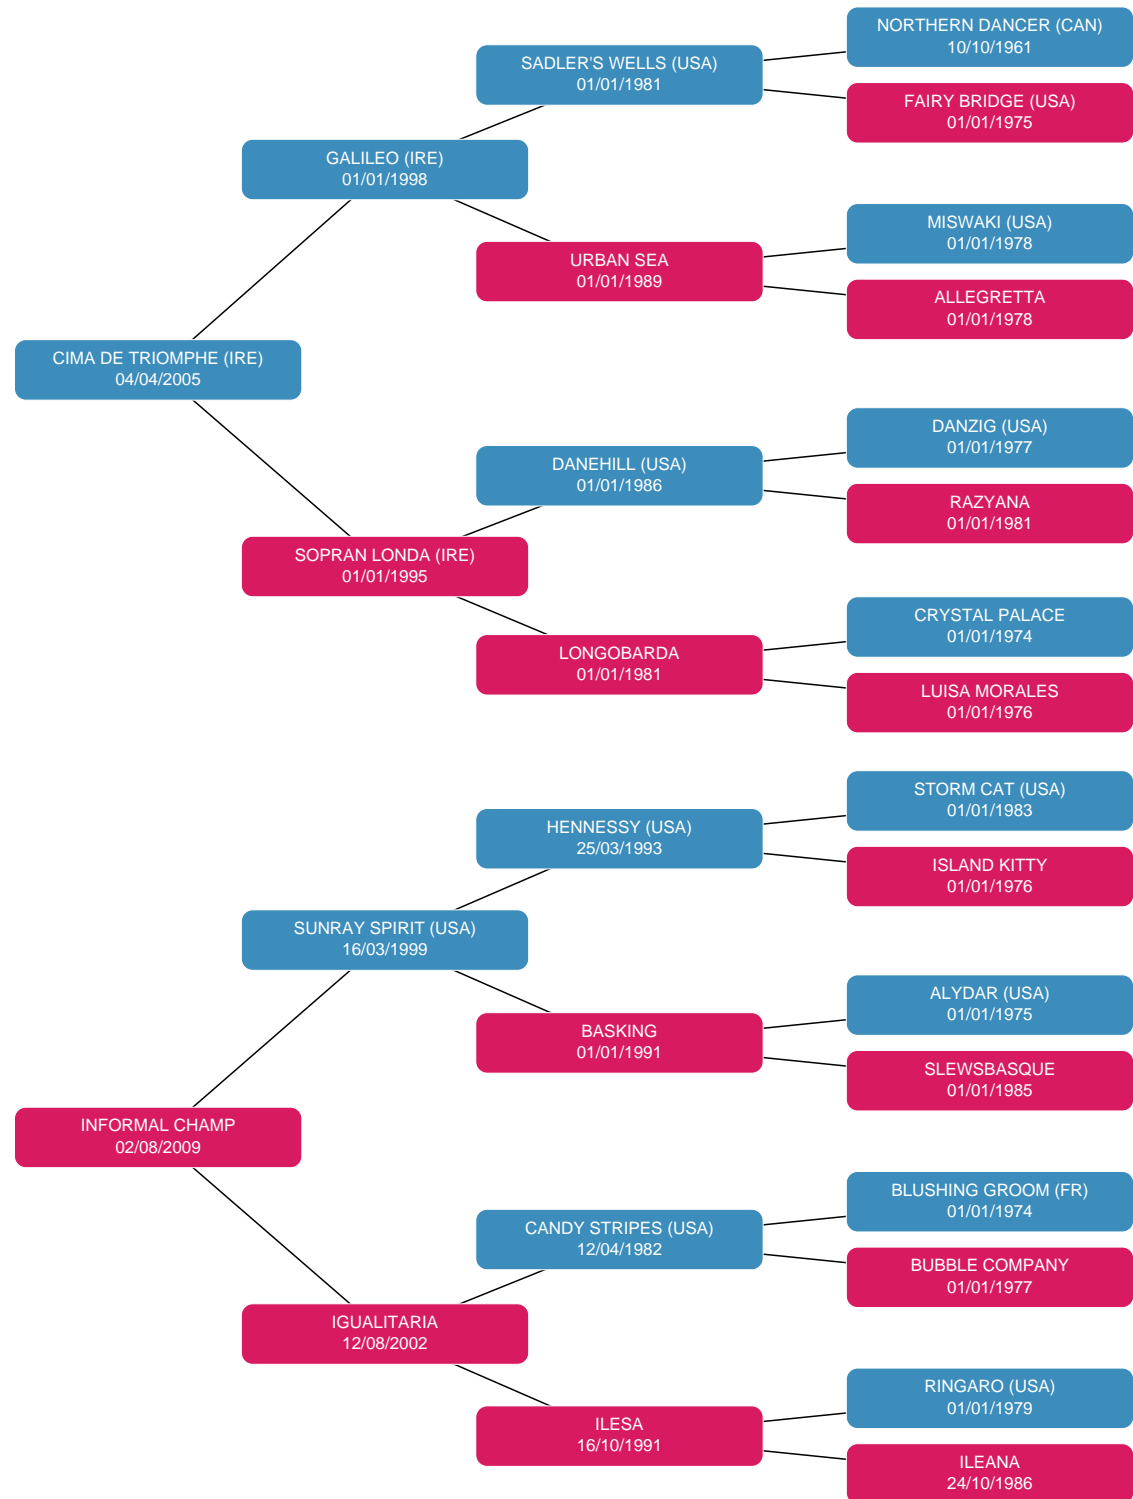 NORTHERN DANCER (CAN)
10/10/1961
SADLER'S WELLS (USA)
01/01/1981
FAIRY BRIDGE (USA)
01/01/1975
GALILEO (IRE)
01/01/1998
MISWAKI (USA)
01/01/1978
URBAN SEA
01/01/1989
ALLEGRETTA
01/01/1978
CIMA DE TRIOMPHE (IRE)
04/04/2005
DANZIG (USA)
01/01/1977
DANEHILL (USA)
01/01/1986
RAZYANA
01/01/1981
SOPRAN LONDA (IRE)
01/01/1995
CRYSTAL PALACE
01/01/1974
LONGOBARDA
01/01/1981
LUISA MORALES
01/01/1976
STORM CAT (USA)
01/01/1983
HENNESSY (USA)
25/03/1993
ISLAND KITTY
01/01/1976
SUNRAY SPIRIT (USA)
16/03/1999
ALYDAR (USA)
01/01/1975
BASKING
01/01/1991
SLEWSBASQUE
01/01/1985
INFORMAL CHAMP
02/08/2009
BLUSHING GROOM (FR)
01/01/1974
CANDY STRIPES (USA)
12/04/1982
BUBBLE COMPANY
01/01/1977
IGUALITARIA
12/08/2002
RINGARO (USA)
01/01/1979
ILESA
16/10/1991
ILEANA
24/10/1986